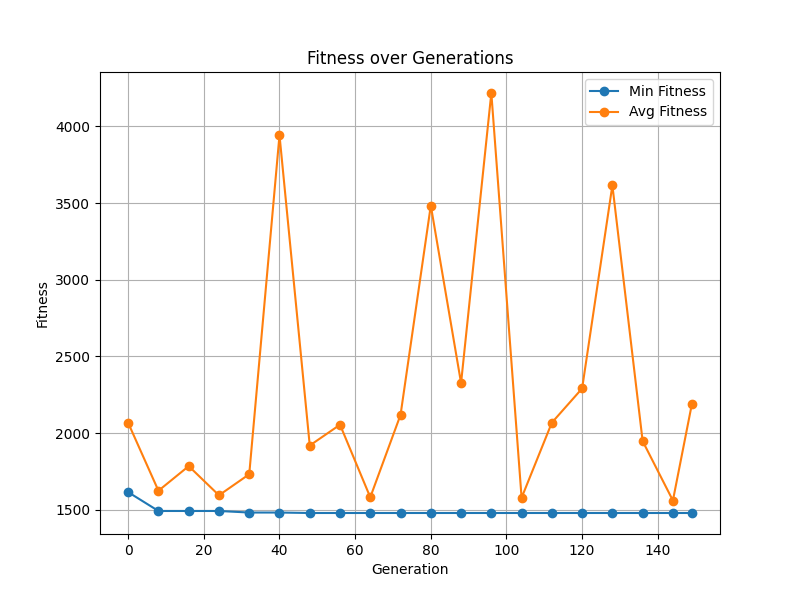 Fitness over Generations
Min Fitness
Avg Fitness
4000
3500
3000
2500
2000
1500
Fitness
0 20 40 60 80 100 120 140
Generation